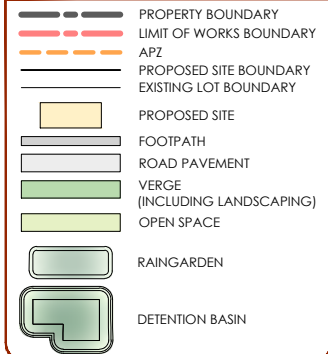 PROPERTY BOUNDARY
LIMIT OF WORKS BOUNDARY
APZ
PROPOSED SITE BOUNDARY
EXISTING LOT BOUNDARY
PROPOSED SITE
FOOTPATH
ROAD PAVEMENT
VERGE
(INCLUDING LANDSCAPING)
OPEN SPACE
RAINGARDEN
DETENTION BASIN